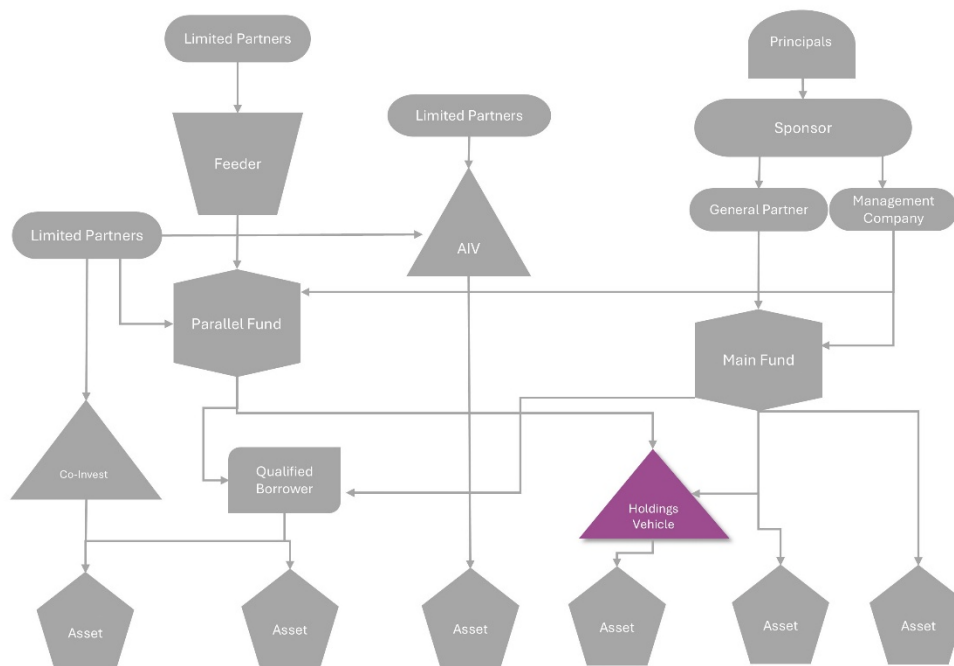 Limited Partners
Principals
Limited Partners
Sponsor
Feeder
General Partner
Management
Company
Limited Partners
AIV
Parallel Fund
Main Fund
Co-Invest
Qualified
Borrower
Holdings
Vehicle
Asset
Asset
Asset
Asset
Asset
Asset